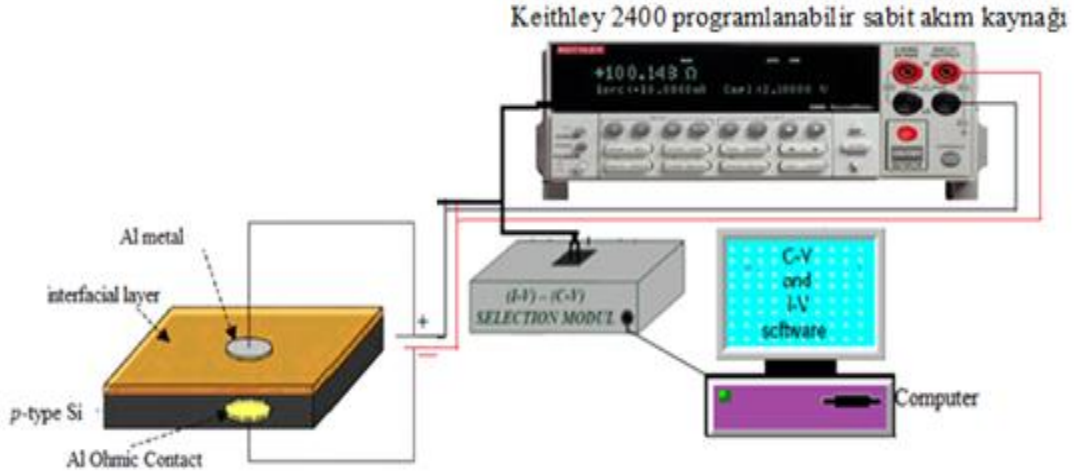 Keithley 2400 programlanabilir sabit akım kaynağı
KEITHLEY
+100.143 Ω
Al metal
interfacial layer
+
−
(I-V) – (C-V)
SELECTION MODUL
C-V
and
I-V
software
p-type Si
Computer
Al Ohmic Contact